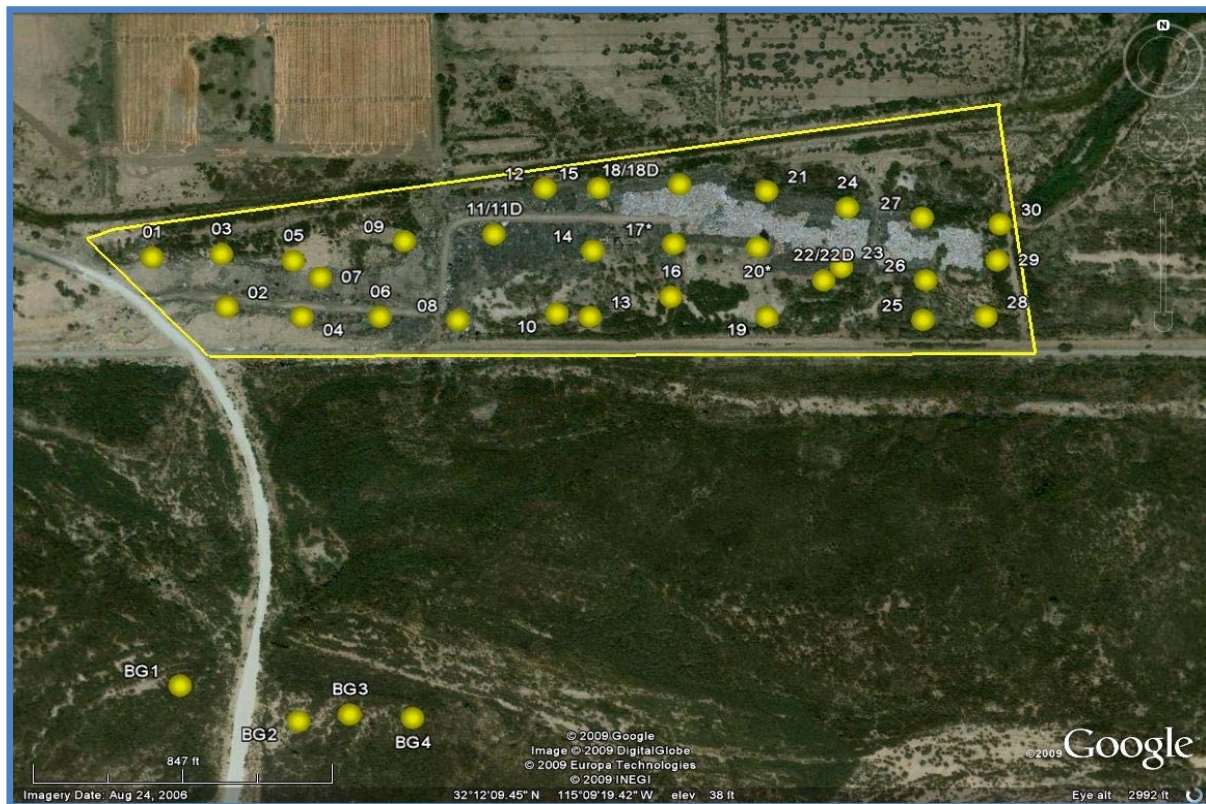 N
12 15 18/18D
21
24
27
30
01 03 05 09 11/11D
14 17*
20* 22/22D 23 29
07
16 26
02 04 06 08 10 13 19 25 28
BG1
BG3
BG2 BG4
847 ft
© 2009 Google
Image © 2009 DigitalGlobe
© 2009 Europa Technologies
© 2009 INEGI
©2009 Google™
Imagery Date: Aug 24, 2006 32°12'09.45" N 115°09'19.42" W elev 38 ft Eye alt 2992 ft